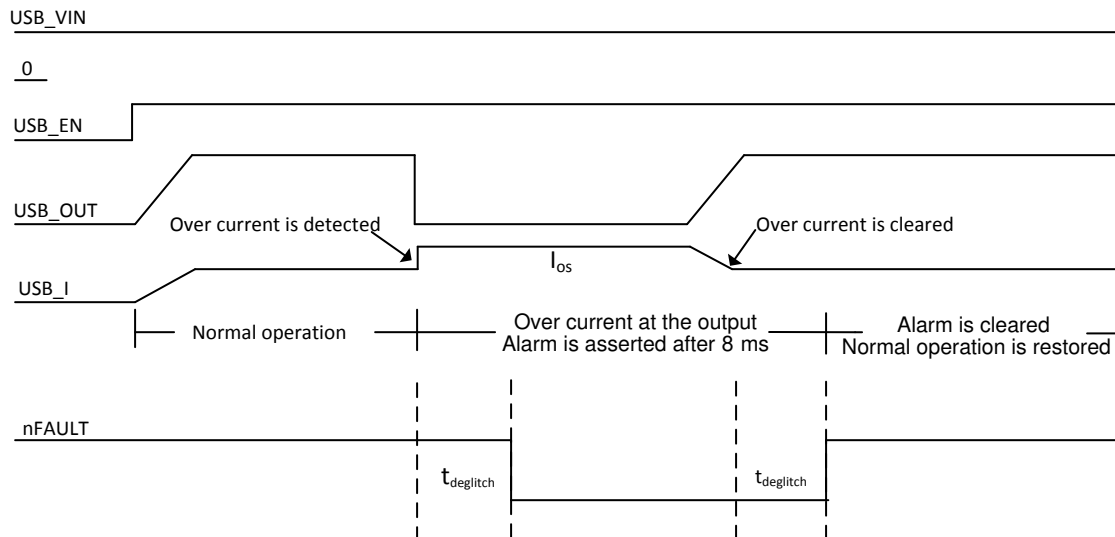 USB_VIN
0
USB_EN
USB_OUT
Over current is detected
Over current is cleared
Ios
USB_I
Normal operation
Over current at the output
Alarm is asserted after 8 ms
Alarm is cleared
Normal operation is restored
nFAULT
tdeglitch
tdeglitch